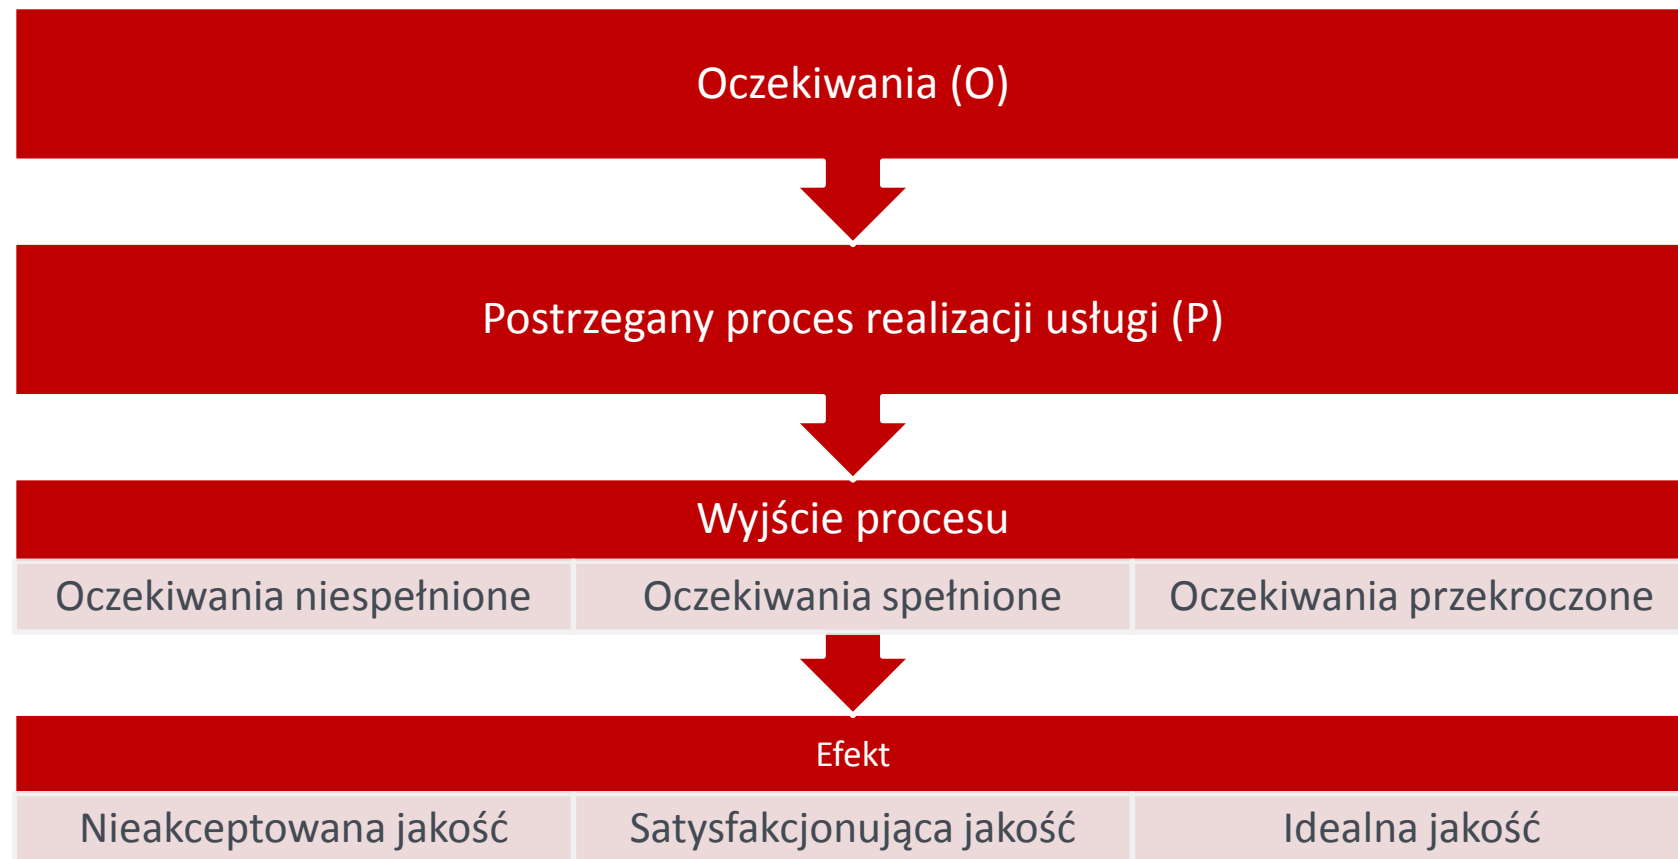 Oczekiwania (O)
Postrzegany proces realizacji usługi (P)
Wyjście procesu
Oczekiwania niespełnione
Oczekiwania spełnione
Oczekiwania przekroczone
Efekt
Nieakceptowana jakość
Satysfakcjonująca jakość
Idealna jakość